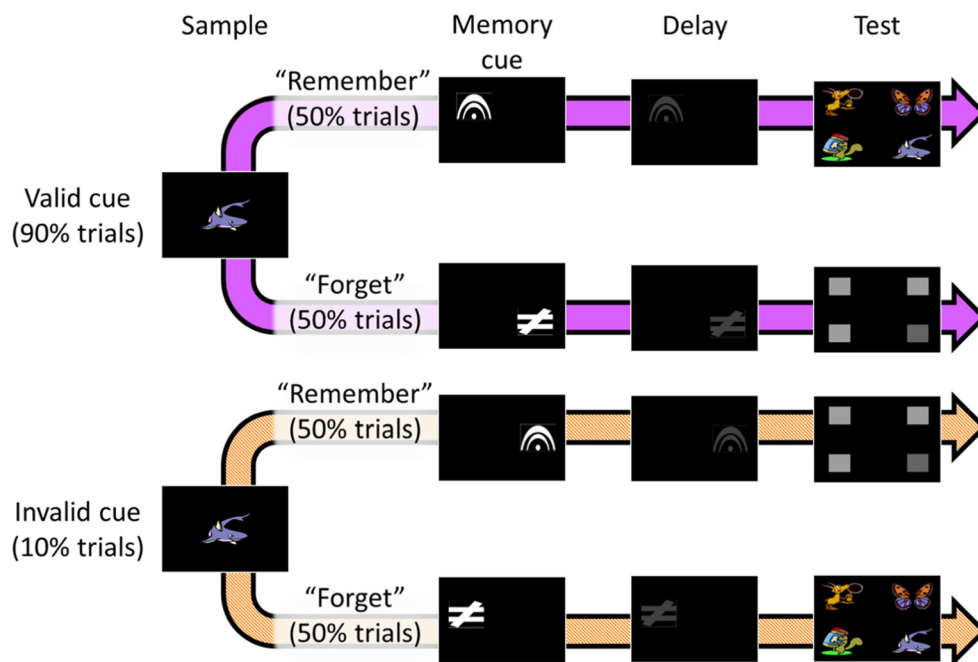 Sample
Memory
cue
Delay
Test
“Remember”
(50% trials)
Valid cue
(90% trials)
“Forget”
(50% trials)
“Remember”
(50% trials)
Invalid cue
(10% trials)
“Forget”
(50% trials)